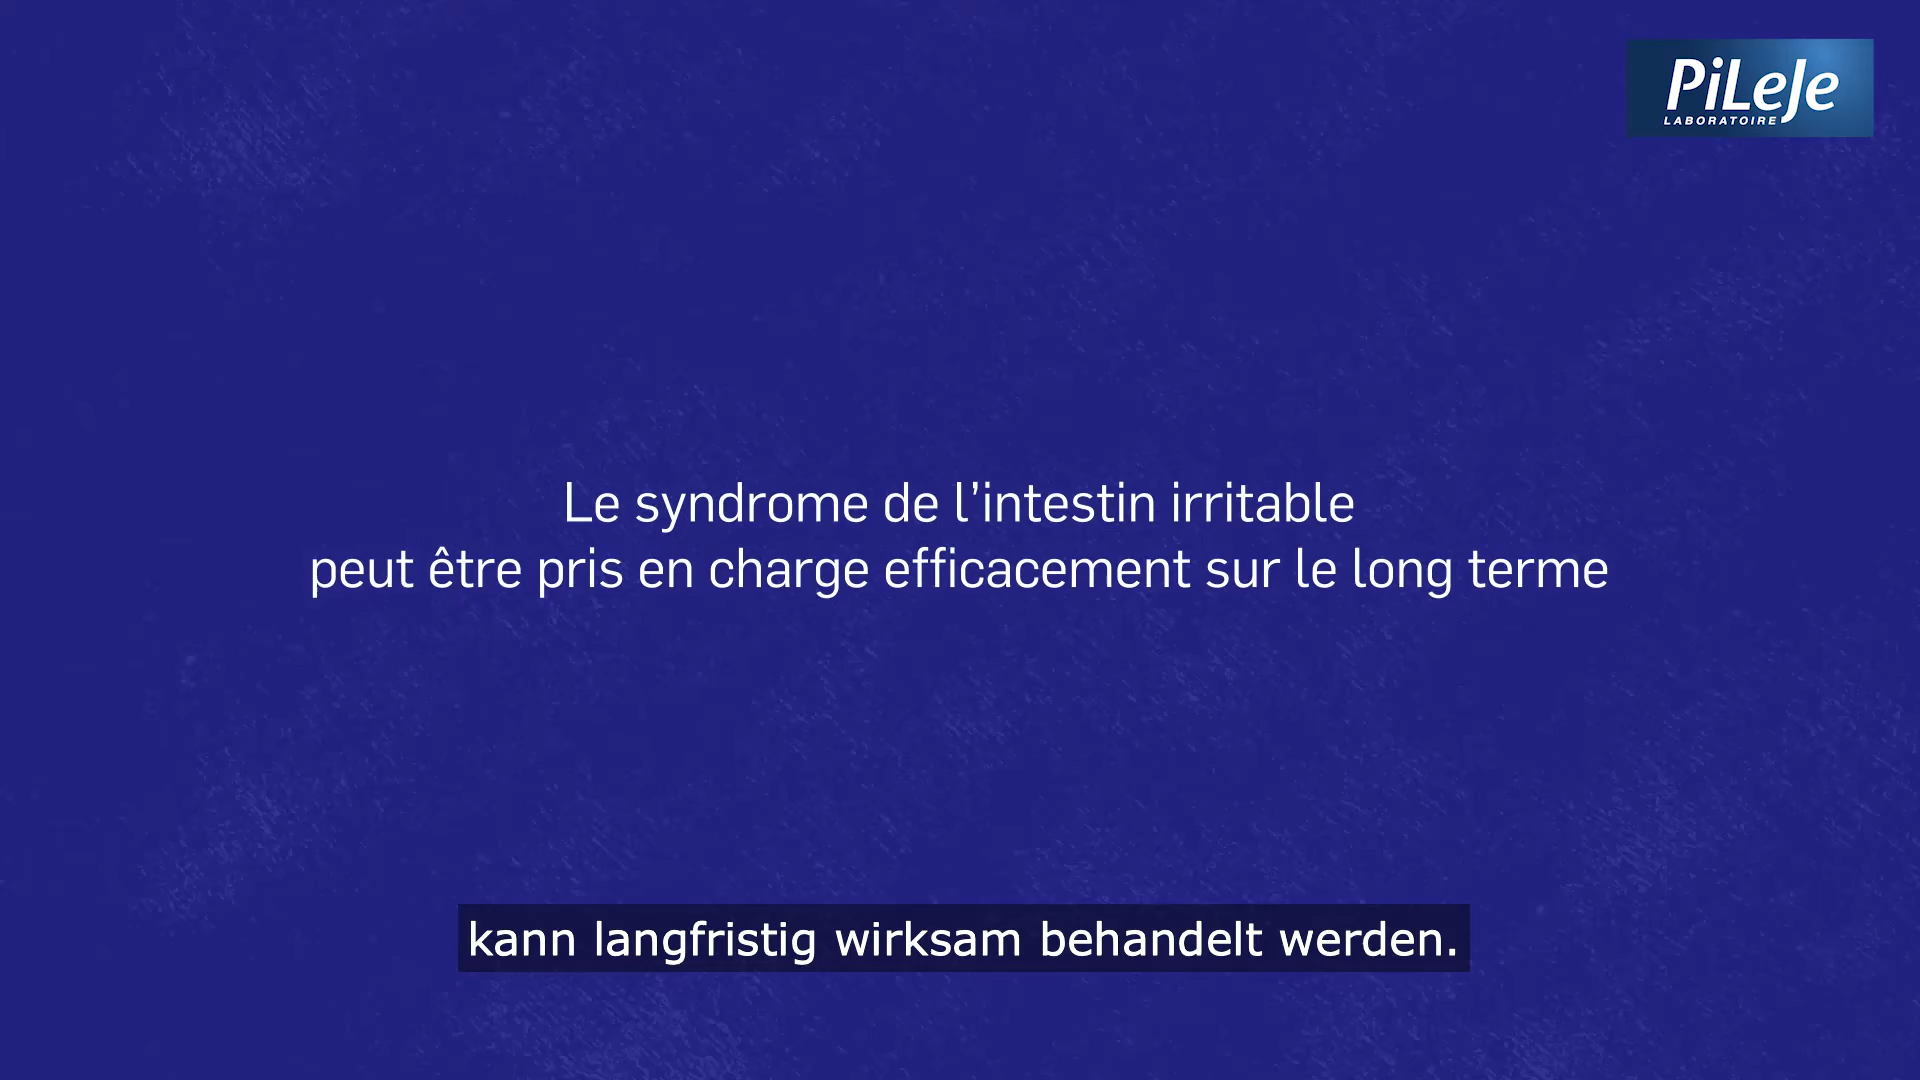 PiLeJe
LABORATOIRE
Le syndrome de l’intestin irritable
peut être pris en charge efficacement sur le long terme
kann langfristig wirksam behandelt werden.